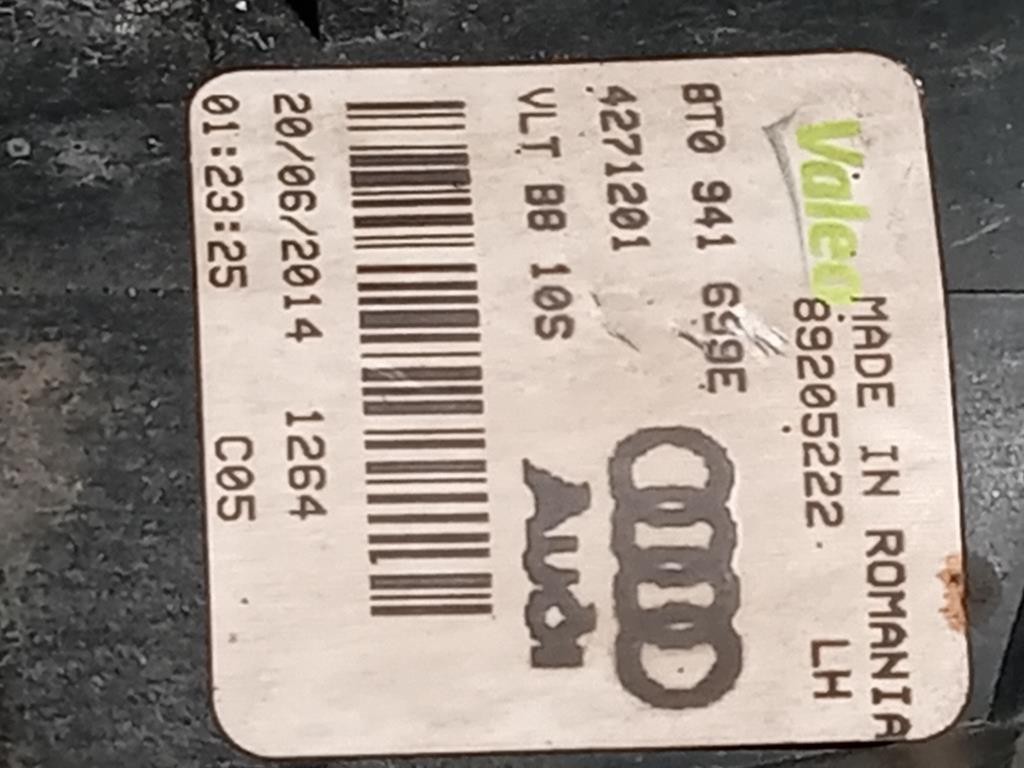 MADE IN ROMANIA
Valeo
89205222 LH
8T0 941 699E
4271201
VLT B8 10S
Audi
20/06/2014 1264
01:23:25 C05